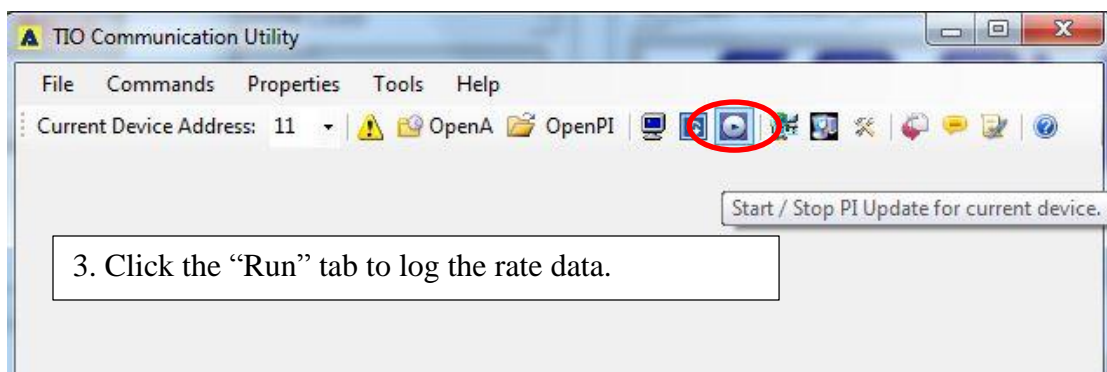 TIO Communication Utility
File Commands Properties Tools Help
Current Device Address: 11 OpenA OpenPI
Start / Stop PI Update for current device.
3. Click the “Run” tab to log the rate data.